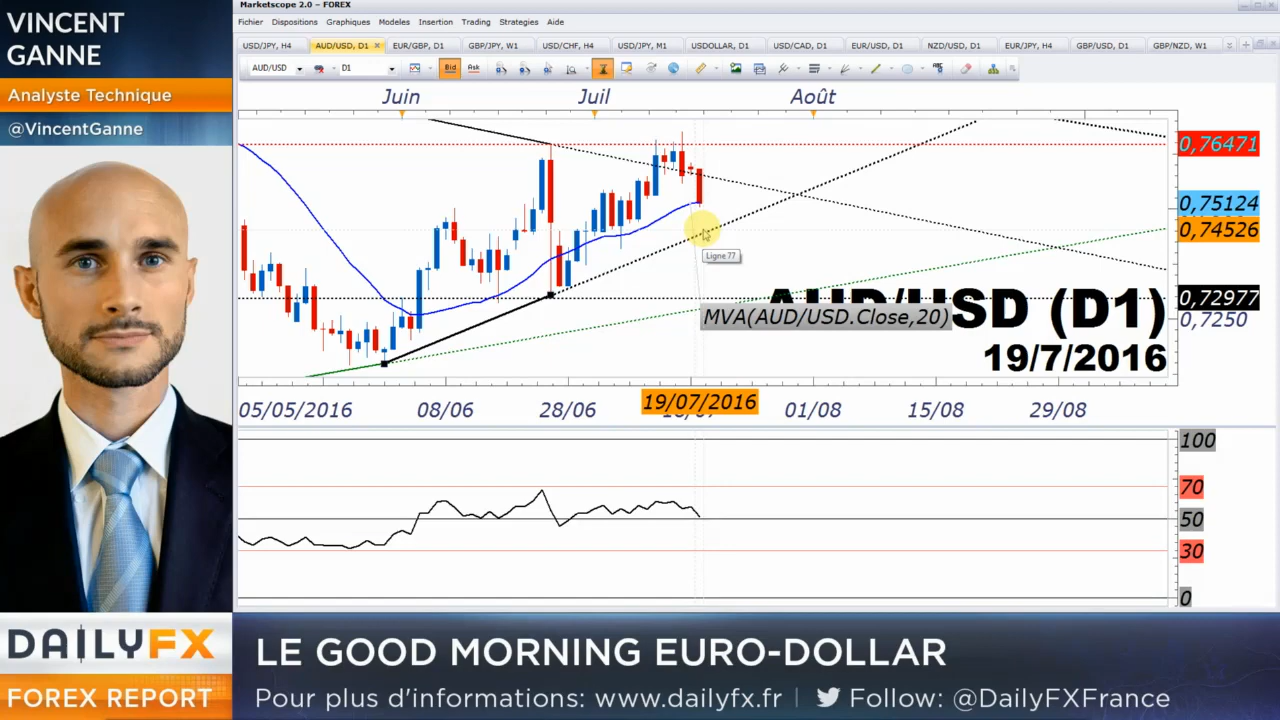 VINCENT
GANNE
Analyste Technique
@VincentGanne
DAILYFX
FOREX REPORT
Marketscope 2.0 – FOREX
Fichier Dispositions Graphiques Modeles Insertion Trading Strategies Aide
USD/JPY, H4 AUD/USD, D1 EUR/GBP, D1 GBP/JPY, W1 USD/CHF, H4 USD/JPY, M1 USDOLLAR, D1 USD/CAD, D1 EUR/USD, D1 NZD/USD, D1 EUR/JPY, H4 GBP/USD, D1 GBP/NZD, W1
AUD/USD D1 Bid Ask
Juin Juil Août
0,76471
0,75124
0,74526
Ligne 77
0,72977
AUD/USD (D1)
MVA(AUD/USD.Close,20)
0,7250
19/7/2016
05/05/2016 08/06 28/06 19/07/2016 01/08 15/08 29/08
100
70
50
30
0
LE GOOD MORNING EURO-DOLLAR
Pour plus d'informations: www.dailyfx.fr | Follow: @DailyFXFrance